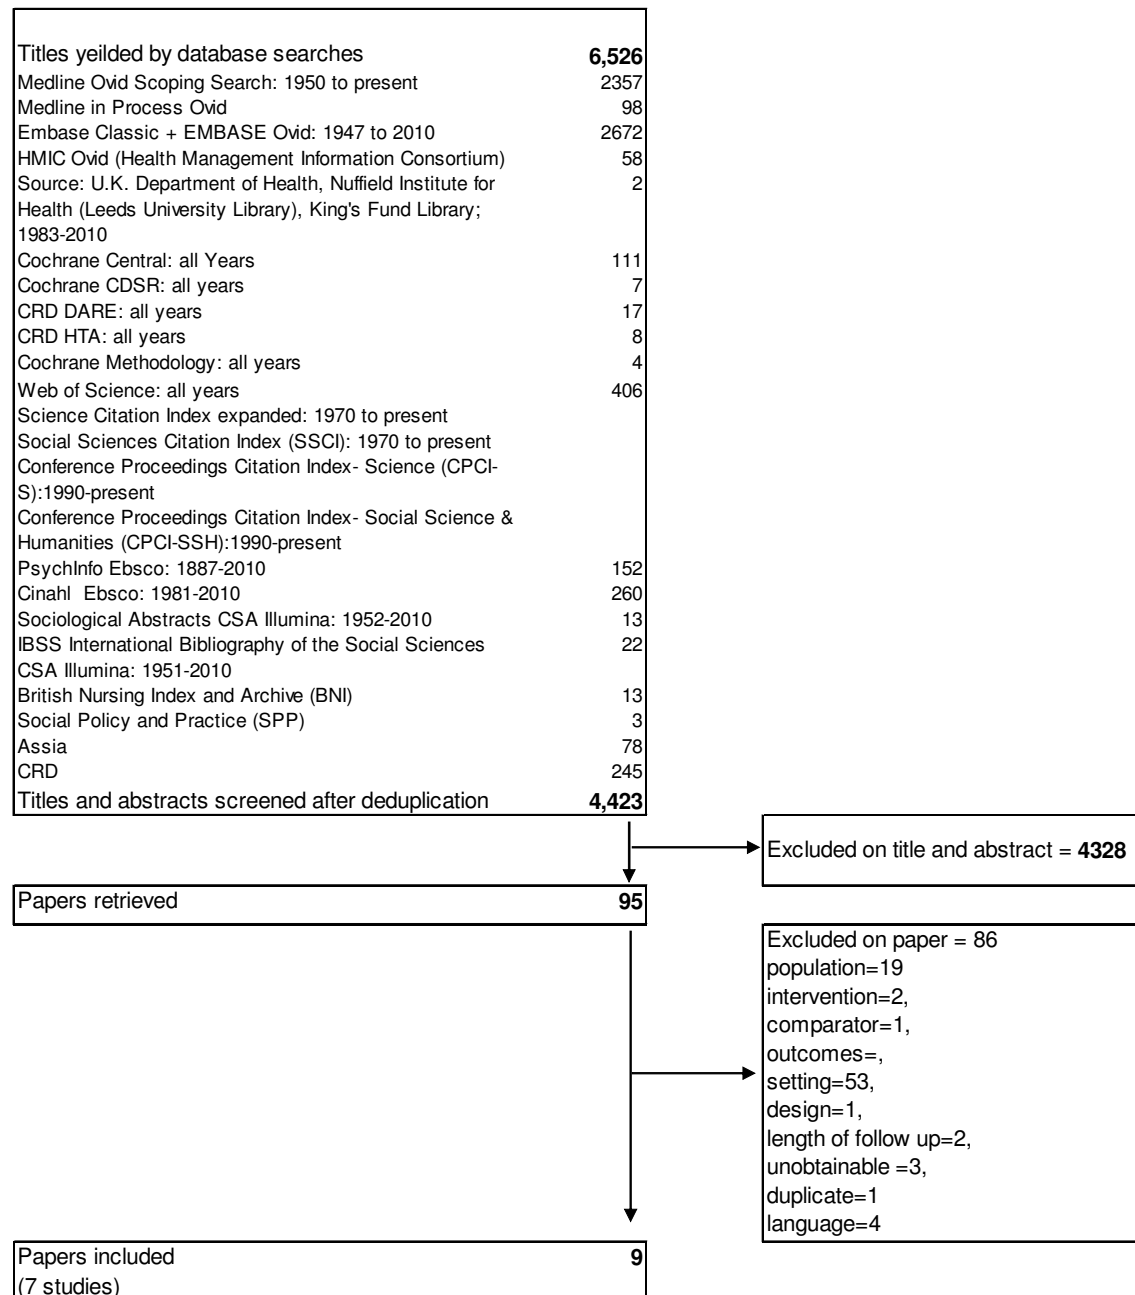 Titles yeilded by database searches 6,526
Medline Ovid Scoping Search: 1950 to present 2357
Medline in Process Ovid 98
Embase Classic + EMBASE Ovid: 1947 to 2010 2672
HMIC Ovid (Health Management Information Consortium) 58
Source: U.K. Department of Health, Nuffield Institute for 2
Health (Leeds University Library), King's Fund Library;
1983-2010
Cochrane Central: all Years 111
Cochrane CDSR: all years 7
CRD DARE: all years 17
CRD HTA: all years 8
Cochrane Methodology: all years 4
Web of Science: all years 406
Science Citation Index expanded: 1970 to present
Social Sciences Citation Index (SSCI): 1970 to present
Conference Proceedings Citation Index- Science (CPCI-
S):1990-present
Conference Proceedings Citation Index- Social Science &
Humanities (CPCI-SSH):1990-present
PsychInfo Ebsco: 1887-2010 152
Cinahl Ebsco: 1981-2010 260
Sociological Abstracts CSA Illumina: 1952-2010 13
IBSS International Bibliography of the Social Sciences 22
CSA Illumina: 1951-2010
British Nursing Index and Archive (BNI) 13
Social Policy and Practice (SPP) 3
Assia 78
CRD 245
Titles and abstracts screened after deduplication 4,423
Excluded on title and abstract = 4328
Papers retrieved 95
Excluded on paper = 86
population=19
intervention=2,
comparator=1,
outcomes=,
setting=53,
design=1,
length of follow up=2,
unobtainable =3,
duplicate=1
language=4
Papers included 9
(7 studies)